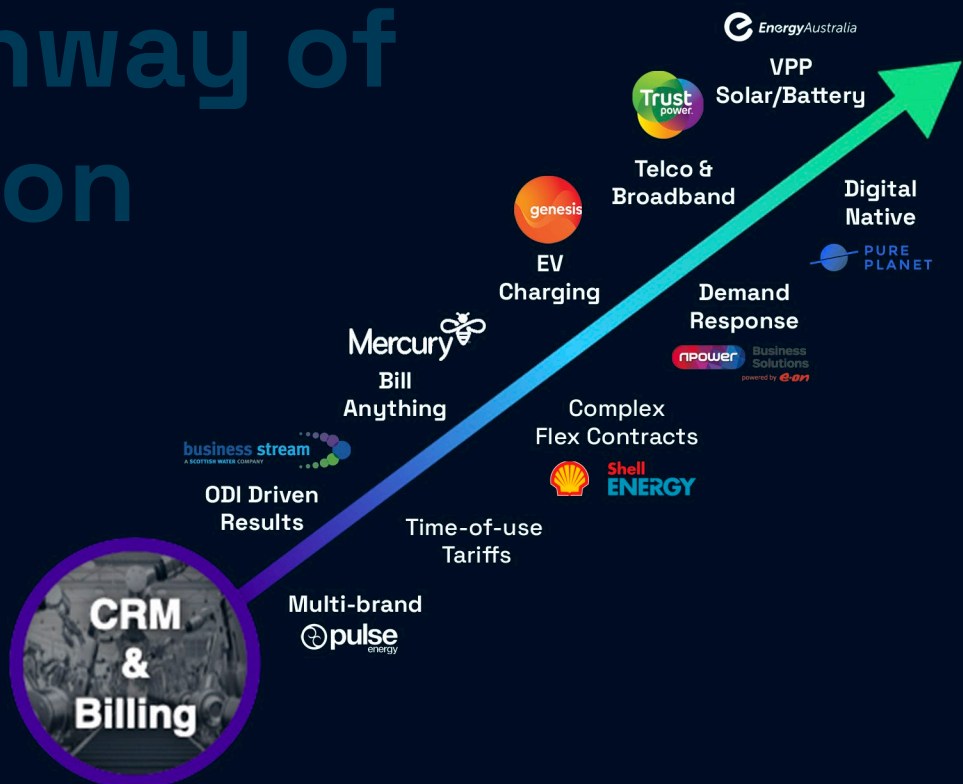 nway of
on
EnergyAustralia
VPP
Solar/Battery
Trust
power.
Telco &
Broadband
Digital
Native
PURE
PLANET
genesis
EV
Charging
Demand
Response
npower
Business
Solutions
powered by e·on
Mercury
Bill
Anything
Complex
Flex Contracts
Shell
ENERGY
business stream
A SCOTTISH WATER COMPANY
ODI Driven
Results
Time-of-use
Tariffs
Multi-brand
pulse
energy
CRM
&
Billing